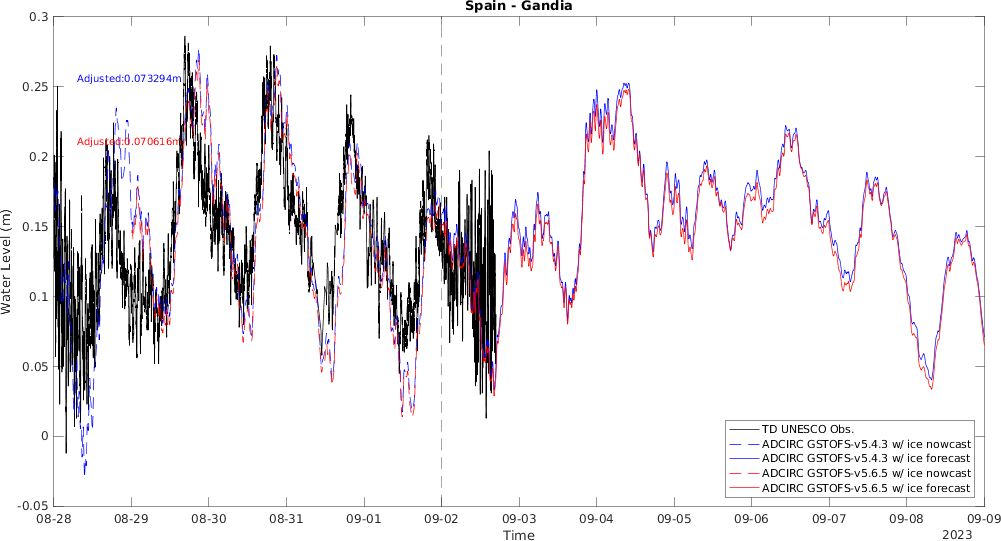 Spain - Gandia
0.3
0.25
0.2
0.15
0.1
0.05
0
-0.05
Water Level (m)
Adjusted:0.073294m
Adjusted:0.070616m
TD UNESCO Obs.
ADCIRC GSTOFS-v5.4.3 w/ ice nowcast
ADCIRC GSTOFS-v5.4.3 w/ ice forecast
ADCIRC GSTOFS-v5.6.5 w/ ice nowcast
ADCIRC GSTOFS-v5.6.5 w/ ice forecast
08-28 08-29 08-30 08-31 09-01 09-02 09-03 09-04 09-05 09-06 09-07 09-08 09-09
Time
2023